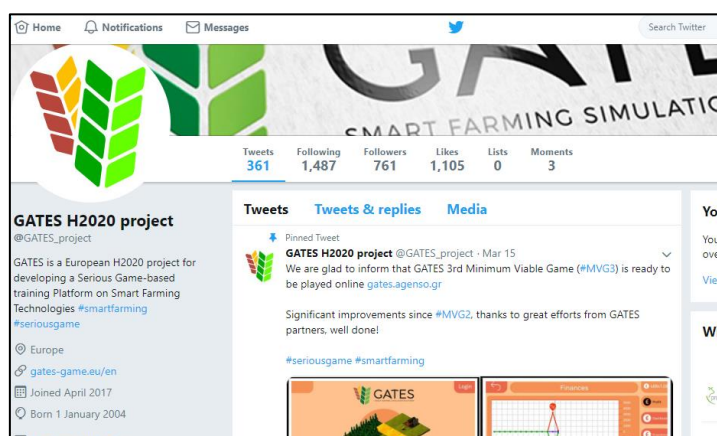 Home Notifications Messages Search Twitter
SMART FARMING SIMULATIO
Tweets Following Followers Likes Lists Moments
361 1,487 761 1,105 0 3
GATES H2020 project
@GATES_project
GATES is a European H2020 project for
developing a Serious Game-based
training Platform on Smart Farming
Technologies #smartfarming
#seriousgame
Europe
gates-game.eu/en
Joined April 2017
Born 1 January 2004
Tweets Tweets & replies Media
Pinned Tweet
GATES H2020 project @GATES_project · Mar 15
We are glad to inform that GATES 3rd Minimum Viable Game (#MVG3) is ready to
be played online gates.agenso.gr
Significant improvements since #MVG2, thanks to great efforts from GATES
partners, well done!
#seriousgame #smartfarming
GATES Login
Finances